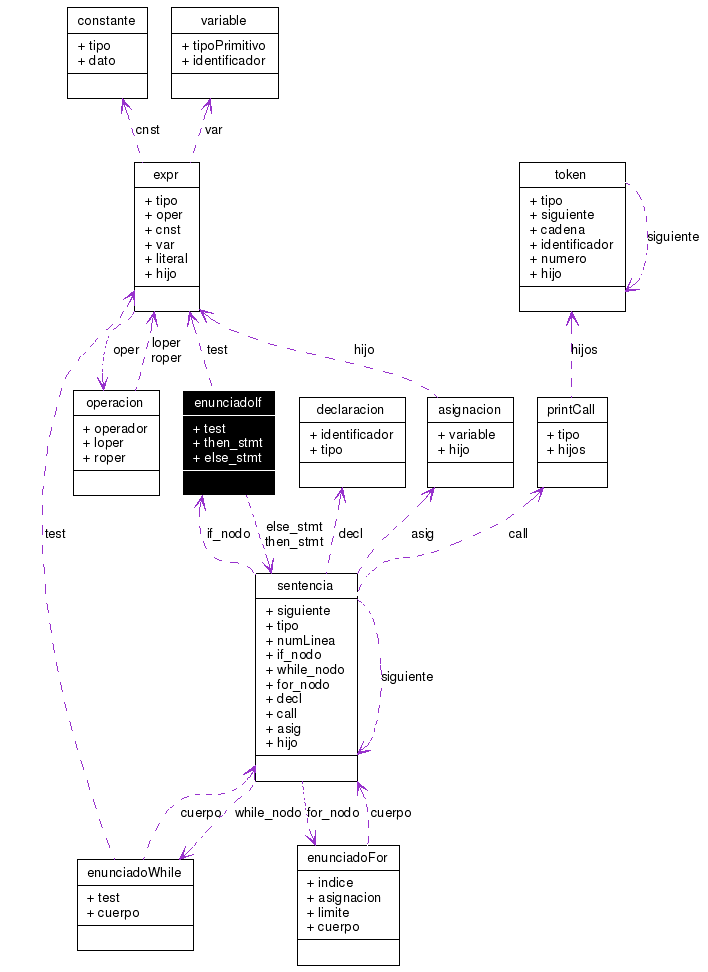 constante
+ tipo
+ dato
variable
+ tipoPrimitivo
+ identificador
cnst
var
expr
+ tipo
+ oper
+ cnst
+ var
+ literal
+ hijo
token
+ tipo
+ siguiente
+ cadena
+ identificador
+ numero
+ hijo
siguiente
oper
loper
roper
test
hijo
hijos
operacion
+ operador
+ loper
+ roper
enunciadoIf
+ test
+ then_stmt
+ else_stmt
declaracion
+ identificador
+ tipo
asignacion
+ variable
+ hijo
printCall
+ tipo
+ hijos
test
if_nodo
else_stmt
then_stmt
decl
asig
call
sentencia
+ siguiente
+ tipo
+ numLinea
+ if_nodo
+ while_nodo
+ for_nodo
+ decl
+ call
+ asig
+ hijo
siguiente
cuerpo
while_nodo
for_nodo
cuerpo
enunciadoWhile
+ test
+ cuerpo
enunciadoFor
+ indice
+ asignacion
+ limite
+ cuerpo